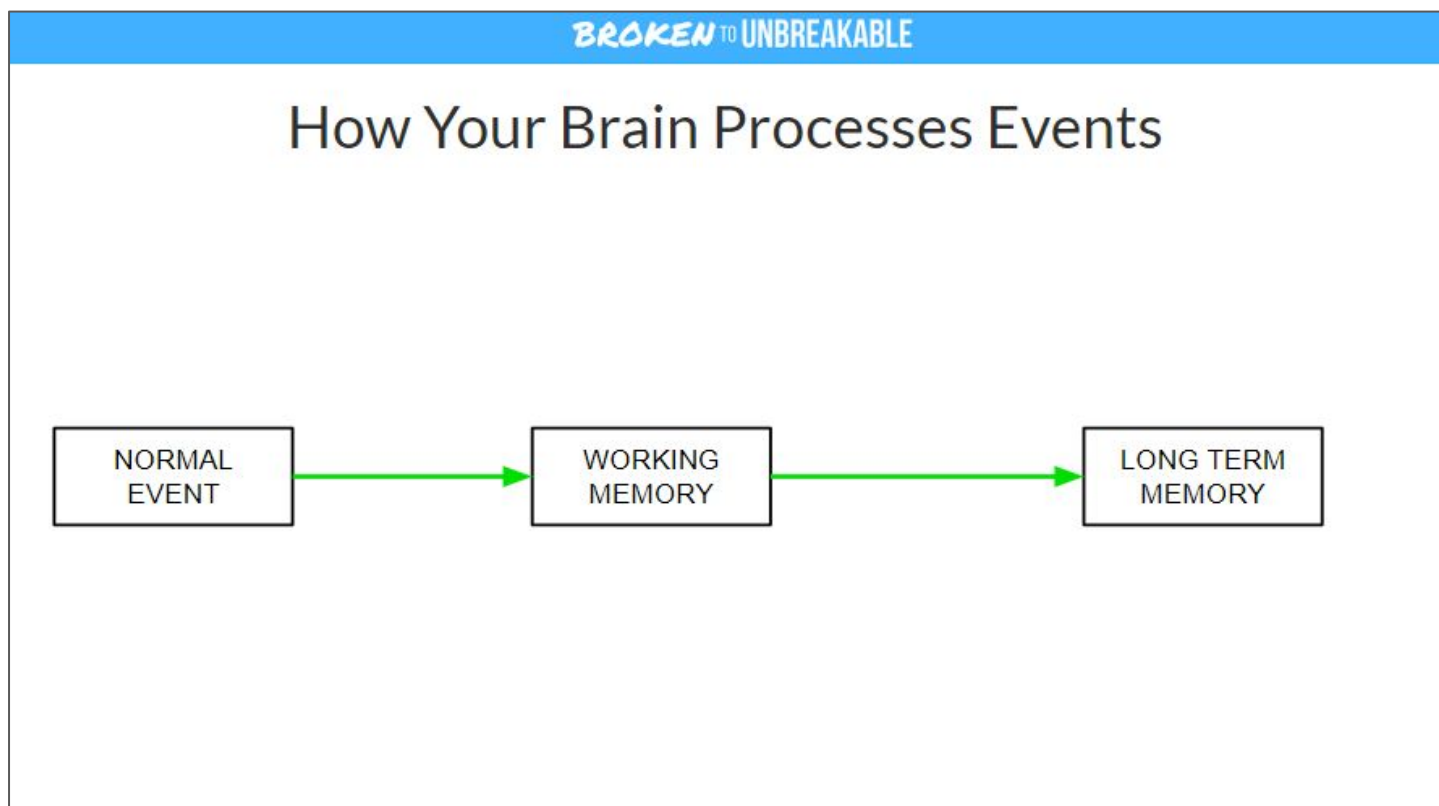 BROKEN TO UNBREAKABLE
How Your Brain Processes Events
NORMAL
EVENT
WORKING
MEMORY
LONG TERM
MEMORY